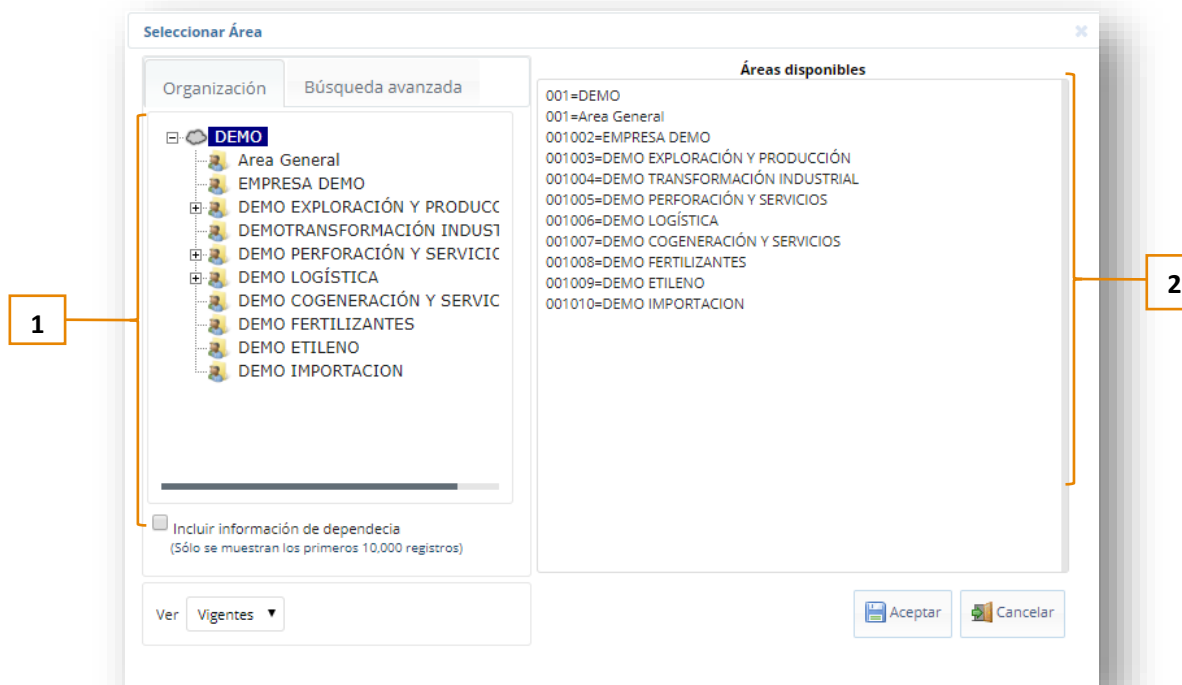 Seleccionar Área
Organización
Búsqueda avanzada
DEMO
Area General
EMPRESA DEMO
DEMO EXPLORACIÓN Y PRODUCC
DEMOTRANSFORMACIÓN INDUST
DEMO PERFORACIÓN Y SERVICIC
DEMO LOGÍSTICA
DEMO COGENERACIÓN Y SERVIC
DEMO FERTILIZANTES
DEMO ETILENO
DEMO IMPORTACION
Incluir información de dependecia
(Sólo se muestran los primeros 10,000 registros)
Ver Vigentes
1
Áreas disponibles
001=DEMO
001=Area General
001002=EMPRESA DEMO
001003=DEMO EXPLORACIÓN Y PRODUCCIÓN
001004=DEMO TRANSFORMACIÓN INDUSTRIAL
001005=DEMO PERFORACIÓN Y SERVICIOS
001006=DEMO LOGÍSTICA
001007=DEMO COGENERACIÓN Y SERVICIOS
001008=DEMO FERTILIZANTES
001009=DEMO ETILENO
001010=DEMO IMPORTACION
2
Aceptar
Cancelar